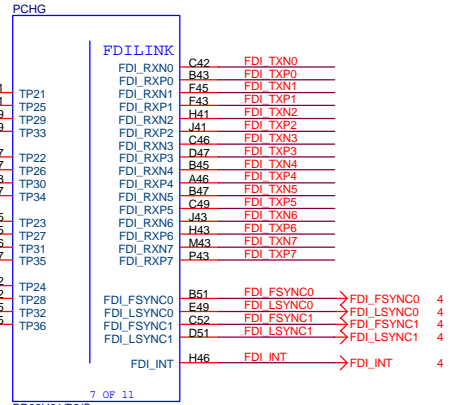 PCHG
FDILINK
FDI_RXN0 C42 FDI_TXN0
FDI_RXP0 B43 FDI_TXP0
TP21 FDI_RXN1 F45 FDI_TXN1
TP25 FDI_RXP1 F43 FDI_TXP1
TP29 FDI_RXN2 H41 FDI_TXN2
TP33 FDI_RXP2 J41 FDI_TXP2
FDI_RXN3 C46 FDI_TXN3
TP22 FDI_RXP3 D47 FDI_TXP3
TP26 FDI_RXN4 B45 FDI_TXN4
TP30 FDI_RXP4 A46 FDI_TXP4
TP34 FDI_RXN5 B47 FDI_TXN5
FDI_RXP5 C49 FDI_TXP5
TP23 FDI_RXN6 J43 FDI_TXN6
TP27 FDI_RXP6 H43 FDI_TXP6
TP31 FDI_RXN7 M43 FDI_TXN7
TP35 FDI_RXP7 P43 FDI_TXP7
TP24
TP28 FDI_FSYNC0 B51 FDI_FSYNC0 FDI_FSYNC0 4
TP32 FDI_LSYNC0 E49 FDI_LSYNC0 FDI_LSYNC0 4
TP36 FDI_FSYNC1 C52 FDI_FSYNC1 FDI_FSYNC1 4
FDI_LSYNC1 D51 FDI_LSYNC1 FDI_LSYNC1 4
FDI_INT H46 FDI_INT FDI_INT 4
7 OF 11